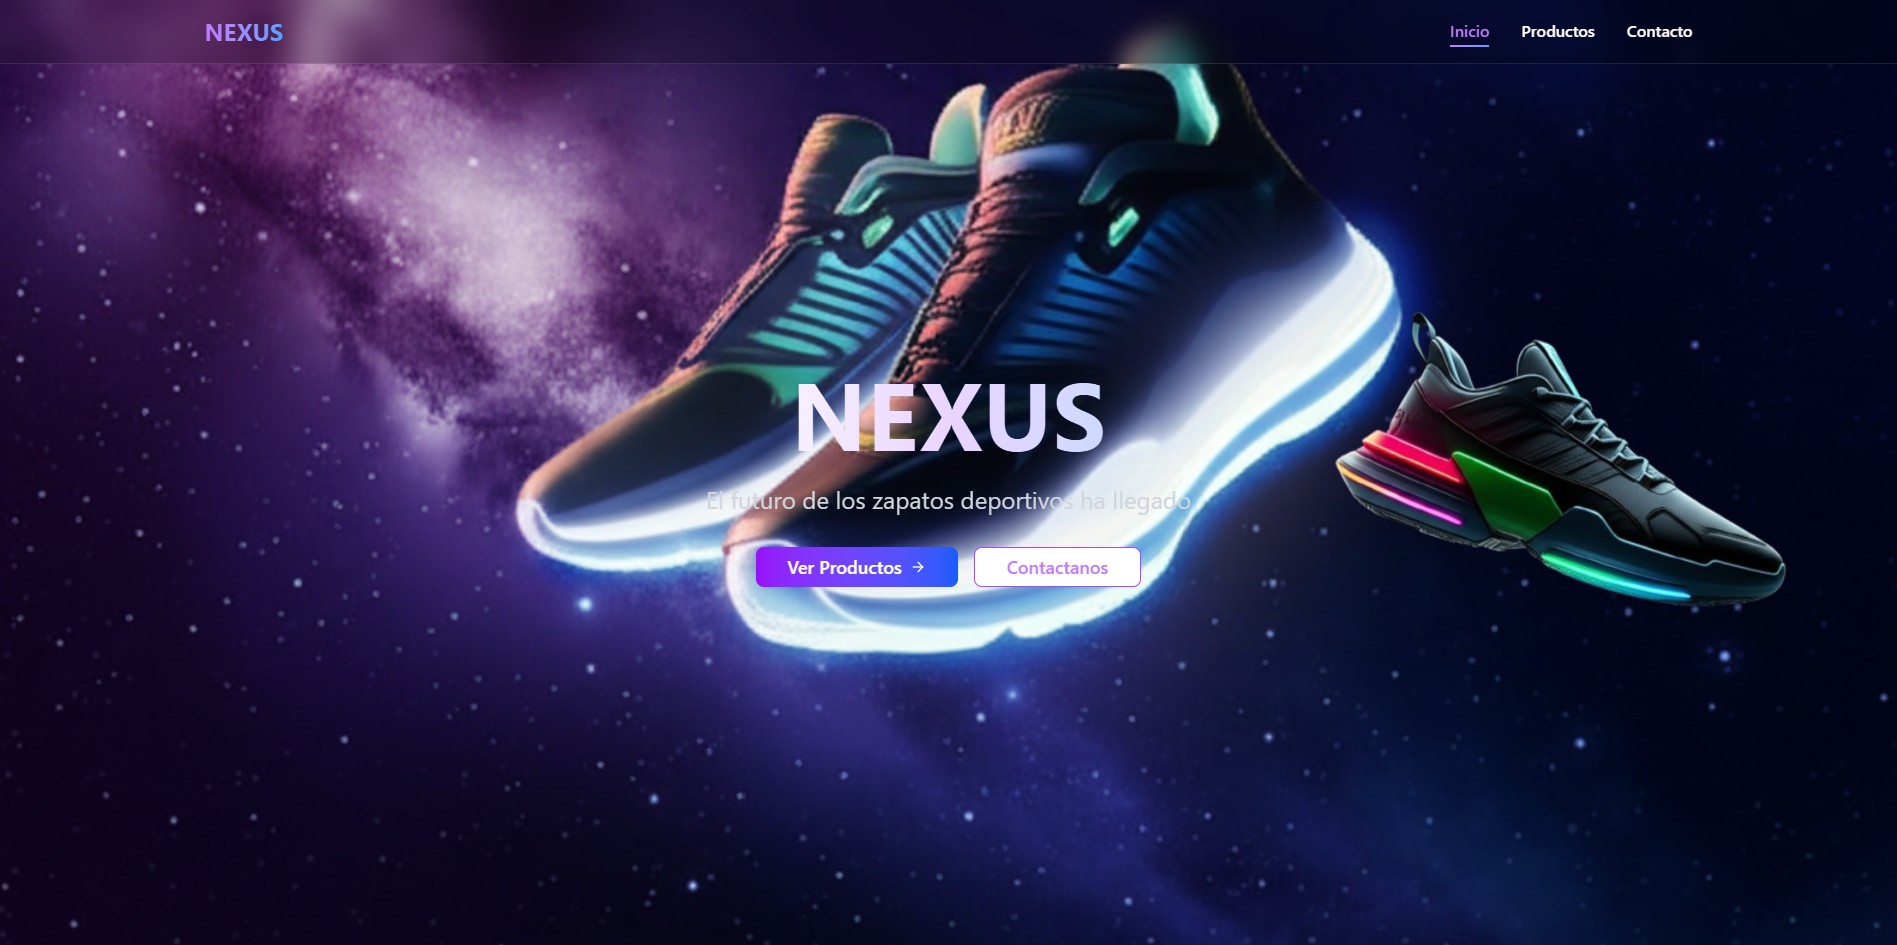 NEXUS
Inicio Productos Contacto
NEXUS
El futuro de los zapatos deportivos ha llegado
Ver Productos →
Contactanos